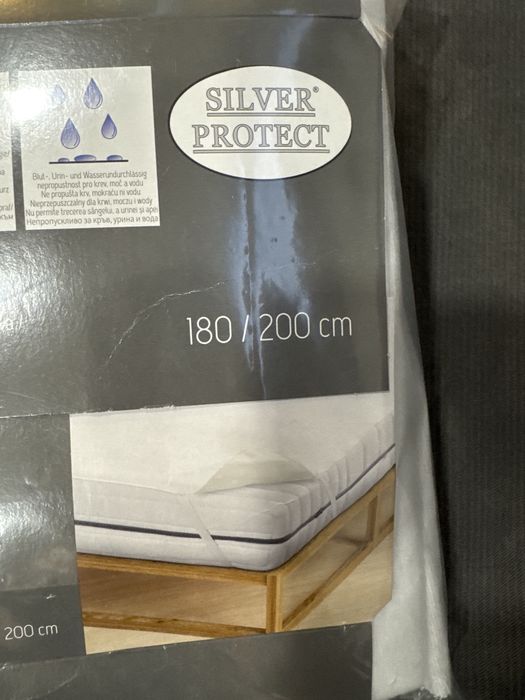 SILVER®
PROTECT
Blut-, Urin- und Wasserundurchlässig
nepropustnost pro krev, moč a vodu
Ne propušta krv, mokraću ni vodu
Nieprzepuszczalny dla krwi, moczu i wody
Nu permite trecerea sângelui, a urinei și apei
Непропускливо за кръв, урина и вода
180 / 200 cm
200 cm